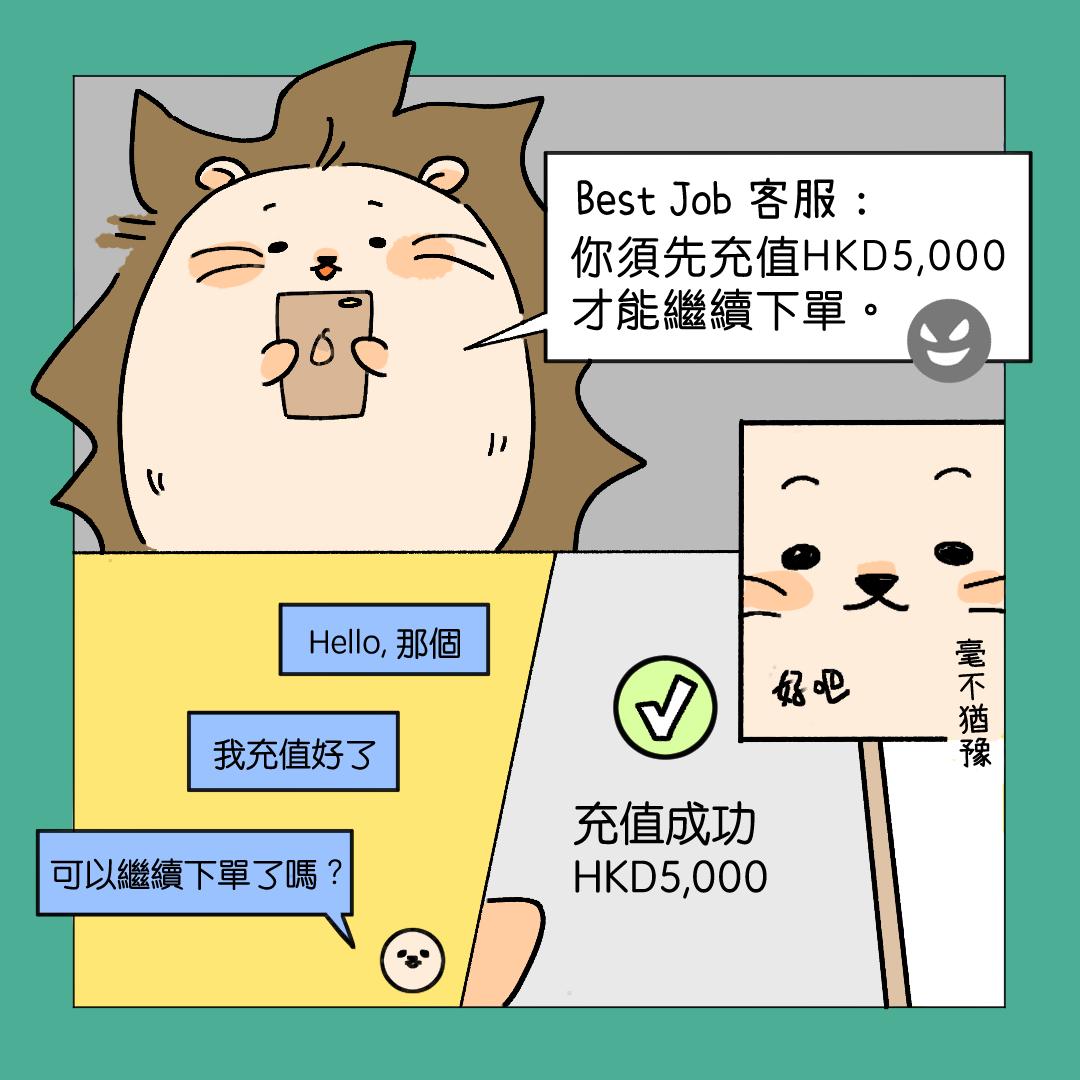 Best Job 客服：
你須先充值HKD5,000
才能繼續下單。
Hello, 那個
我充值好了
可以繼續下單了嗎？
充值成功
HKD5,000
好吧
毫不猶豫